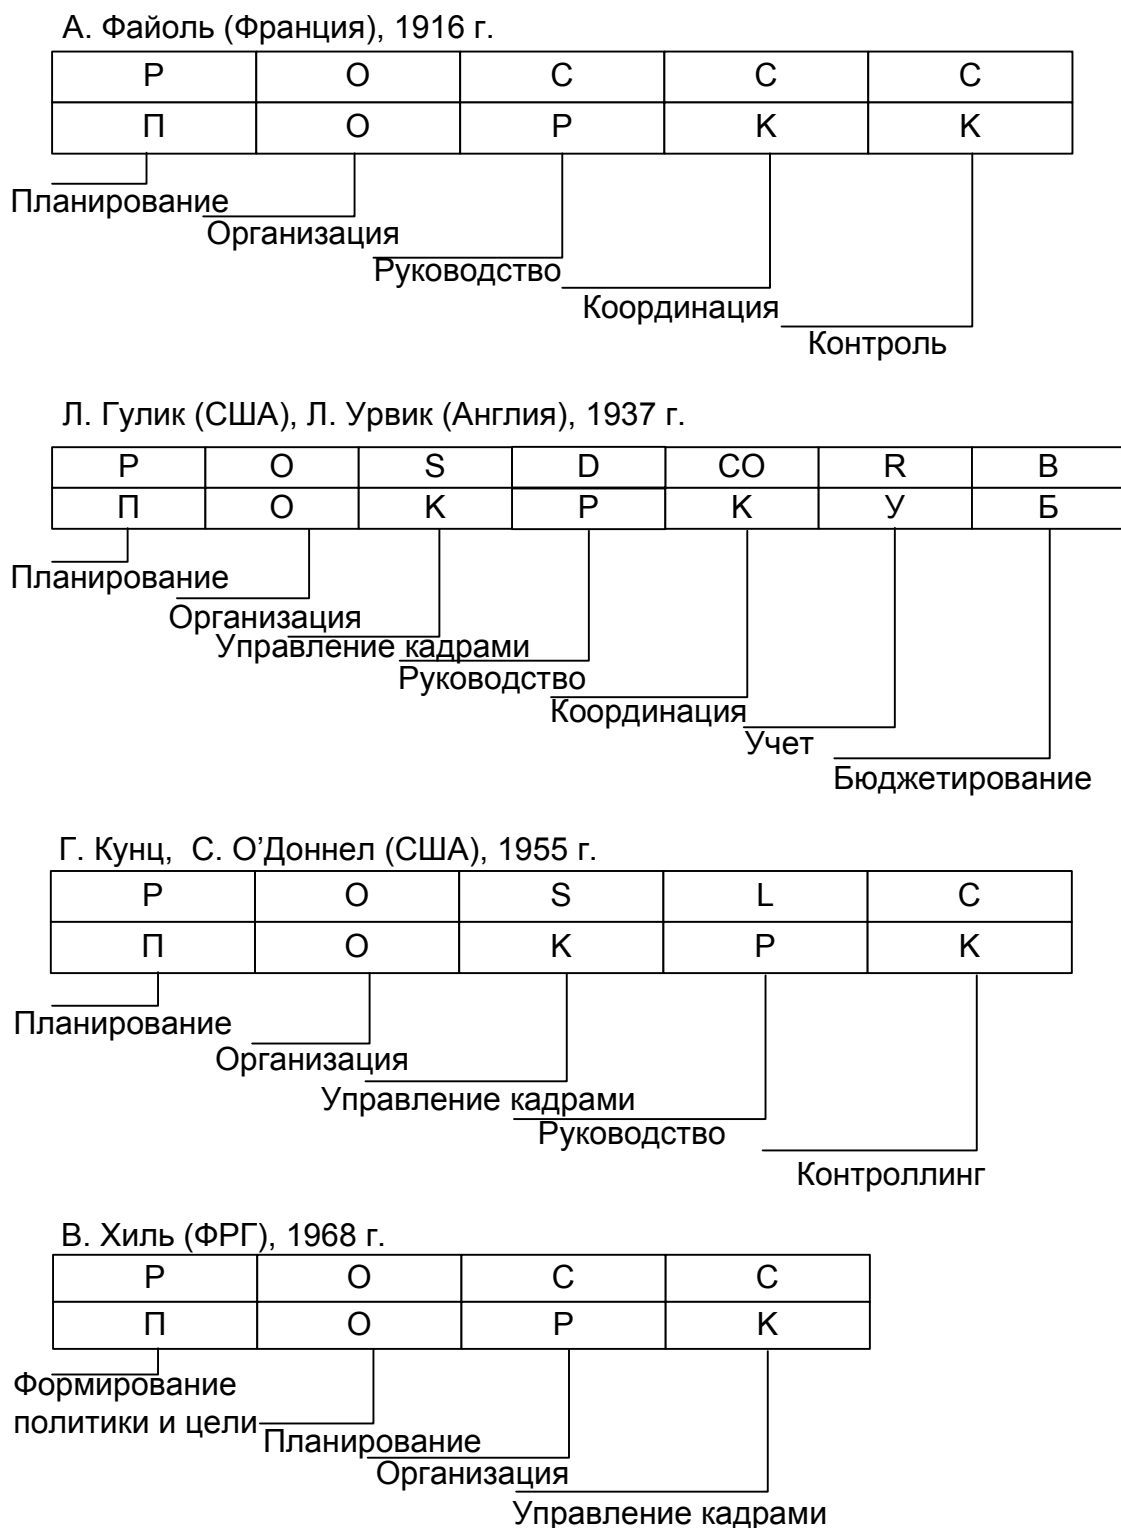 А. Файоль (Франция), 1916 г.
P O C C C
П О Р К К
Планирование
Организация
Руководство
Координация
Контроль
Л. Гулик (США), Л. Урвик (Англия), 1937 г.
P O S D CO R B
П О К Р К У Б
Планирование
Организация
Управление кадрами
Руководство
Координация
Учет
Бюджетирование
Г. Кунц, С. О’Доннел (США), 1955 г.
P O S L C
П О К Р К
Планирование
Организация
Управление кадрами
Руководство
Контроллинг
В. Хиль (ФРГ), 1968 г.
P O C C
П О Р К
Формирование
политики и цели
Планирование
Организация
Управление кадрами